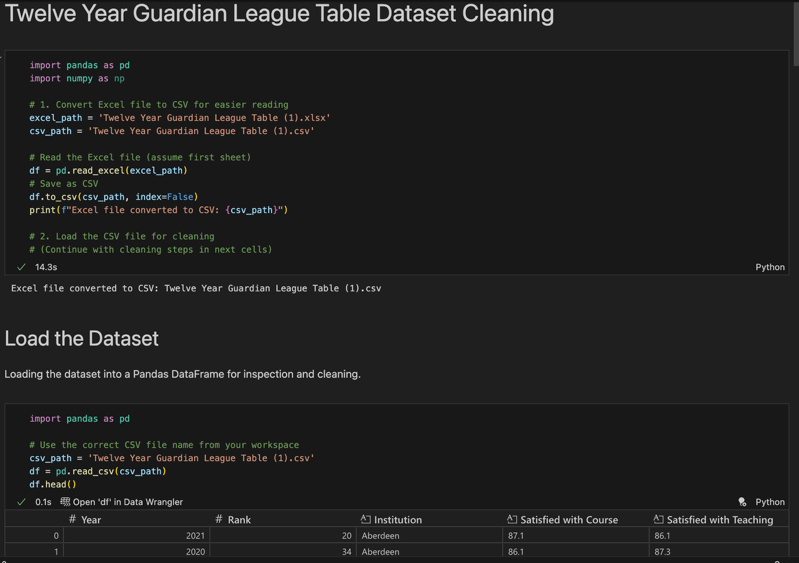 Twelve Year Guardian League Table Dataset Cleaning
import pandas as pd
import numpy as np
# 1. Convert Excel file to CSV for easier reading
excel_path = 'Twelve Year Guardian League Table (1).xlsx'
csv_path = 'Twelve Year Guardian League Table (1).csv'
# Read the Excel file (assume first sheet)
df = pd.read_excel(excel_path)
# Save as CSV
df.to_csv(csv_path, index=False)
print(f"Excel file converted to CSV: {csv_path}")
# 2. Load the CSV file for cleaning
# (Continue with cleaning steps in next cells)
14.3s Python
Excel file converted to CSV: Twelve Year Guardian League Table (1).csv
Load the Dataset
Loading the dataset into a Pandas DataFrame for inspection and cleaning.
import pandas as pd
# Use the correct CSV file name from your workspace
csv_path = 'Twelve Year Guardian League Table (1).csv'
df = pd.read_csv(csv_path)
df.head()
0.1s Open 'df' in Data Wrangler Python
# Year # Rank Institution Satisfied with Course Satisfied with Teaching
0 2021 20 Aberdeen 87.1 86.1
1 2020 34 Aberdeen 86.1 87.3